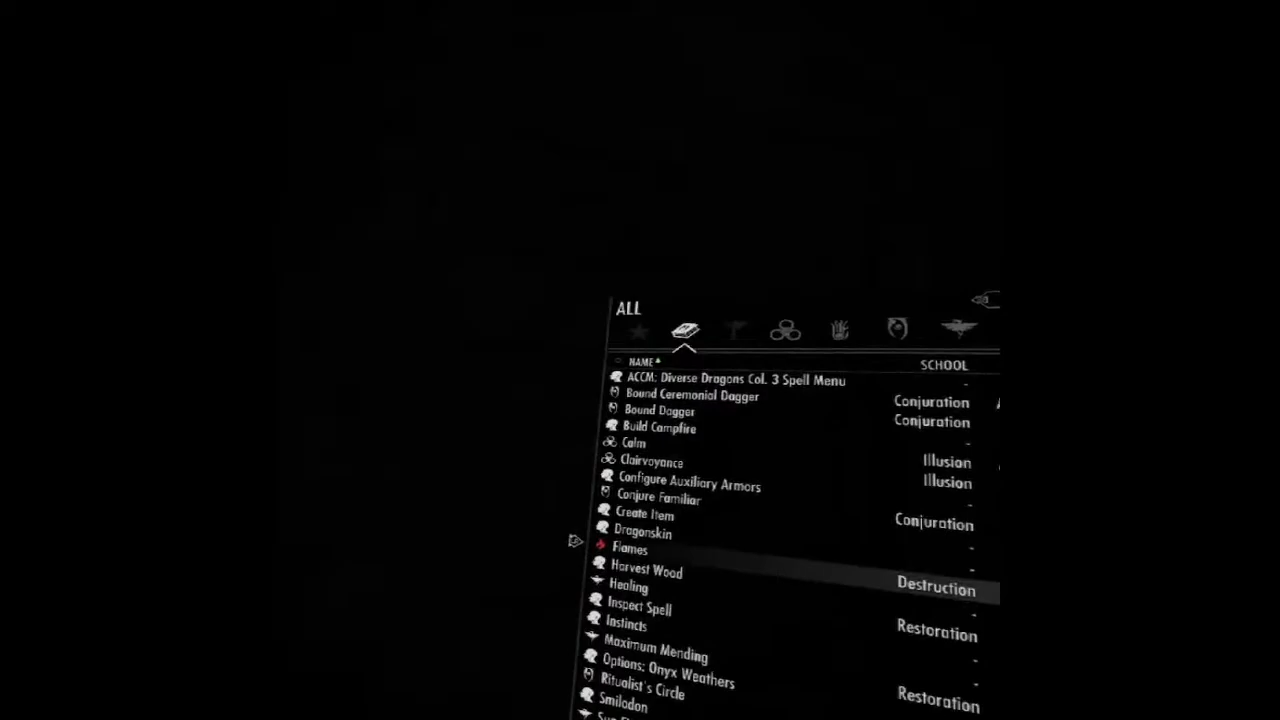 ALL
NAME SCHOOL
ACCM: Diverse Dragons Col. 3 Spell Menu -
Bound Ceremonial Dagger Conjuration
Bound Dagger Conjuration
Build Campfire -
Calm Illusion
Clairvoyance Illusion
Configure Auxiliary Armors -
Conjure Familiar Conjuration
Create Item -
Dragonskin -
Flames Destruction
Harvest Wood -
Healing Restoration
Inspect Spell -
Instincts -
Maximum Mending Restoration
Options: Onyx Weathers
Ritualist's Circle
Smilodon